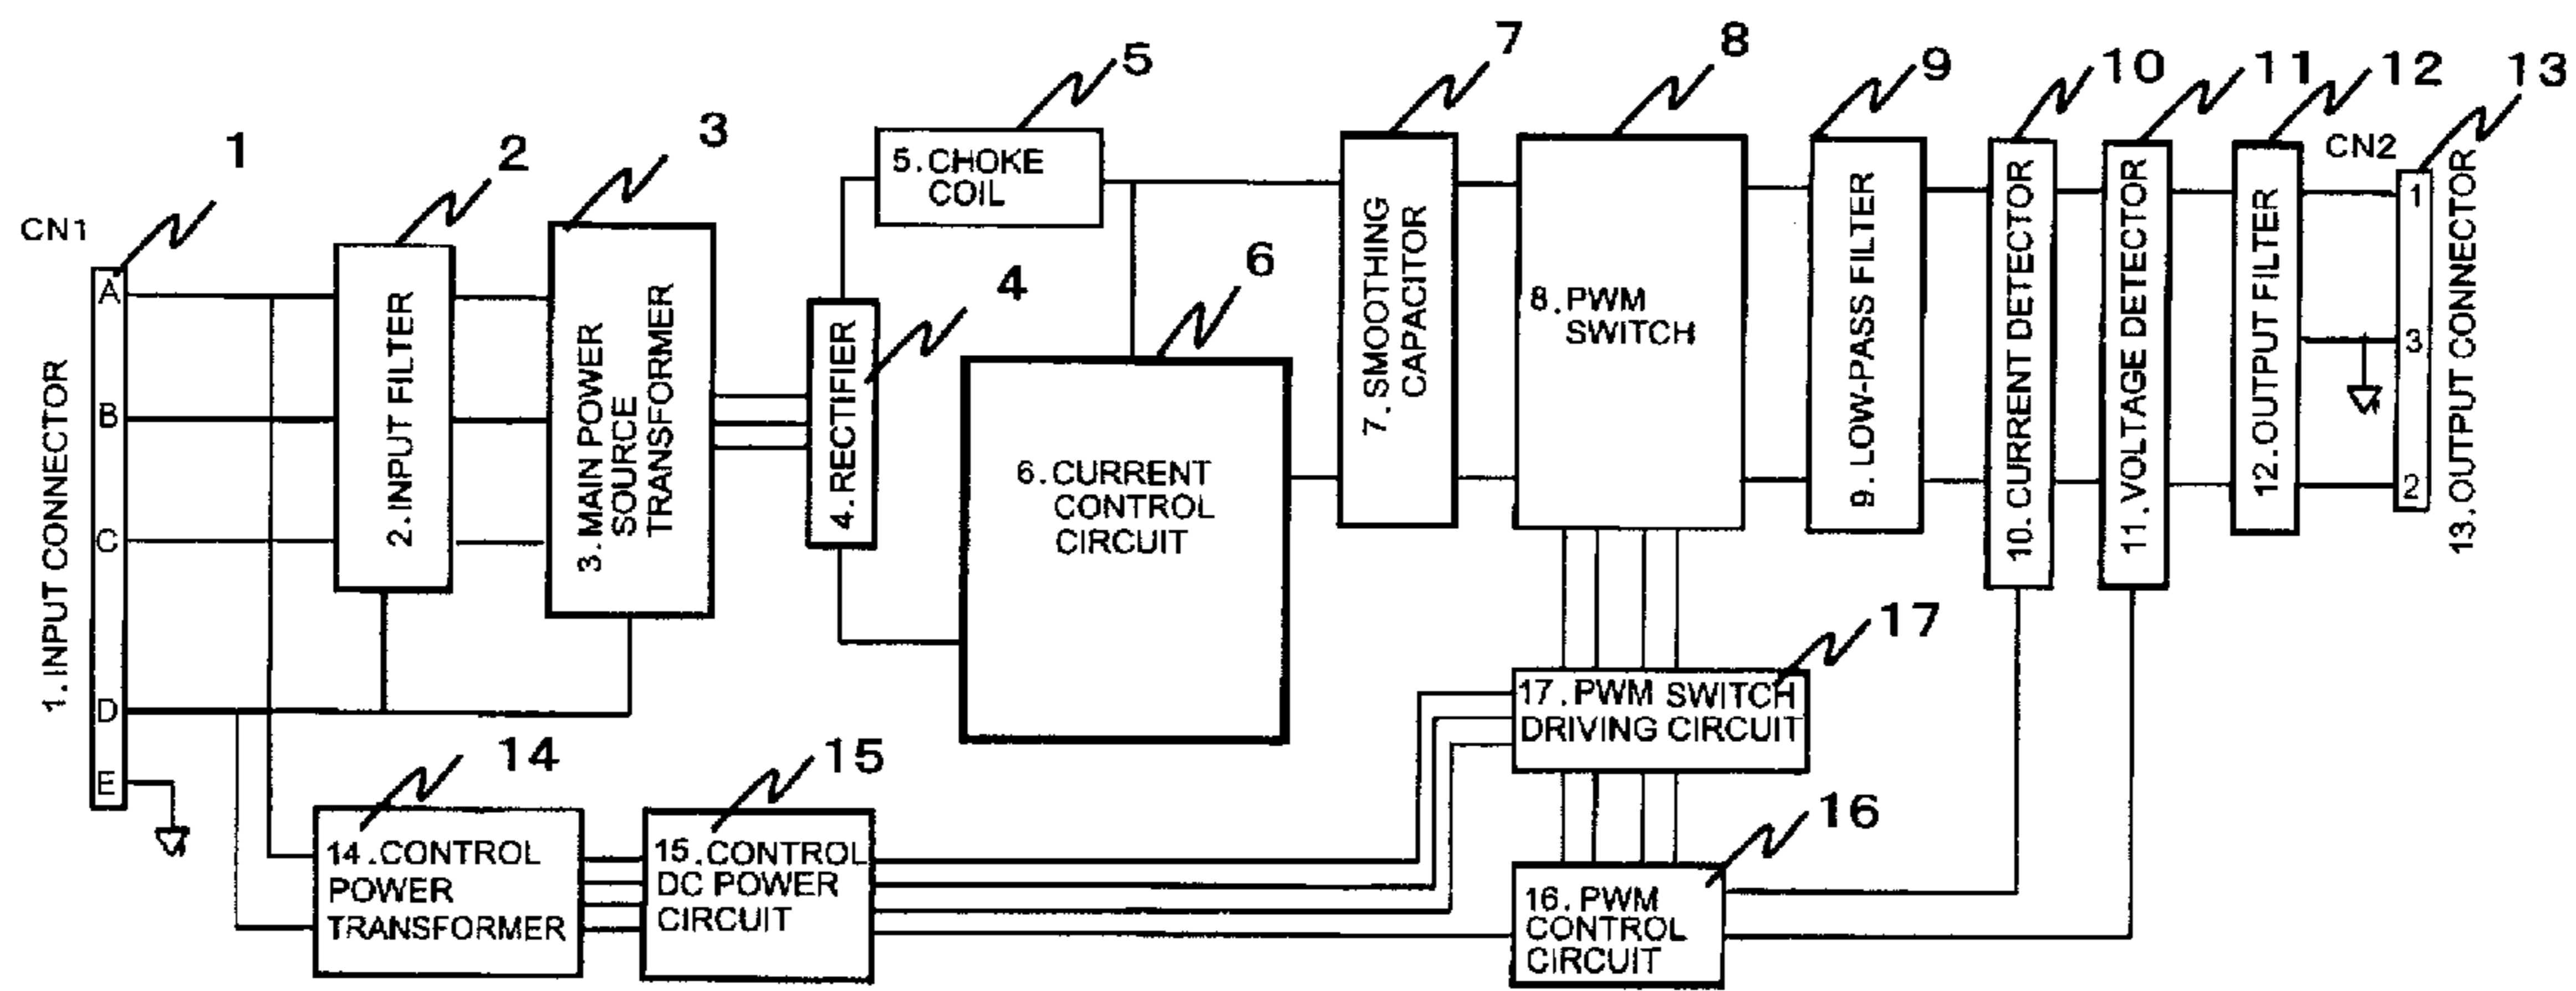 1
2
3
4
5
6
7
8
9
10
11
12
13
CN1
CN2
1. INPUT CONNECTOR
A
B
C
D
E
2. INPUT FILTER
3. MAIN POWER
SOURCE
TRANSFORMER
4. RECTIFIER
5. CHOKE
COIL
6. CURRENT
CONTROL
CIRCUIT
7. SMOOTHING
CAPACITOR
8. PWM
SWITCH
9. LOW-PASS FILTER
10. CURRENT DETECTOR
11. VOLTAGE DETECTOR
12. OUTPUT FILTER
1
3
2
13. OUTPUT CONNECTOR
17
17. PWM SWITCH
DRIVING CIRCUIT
14
15
16
14. CONTROL
POWER
TRANSFORMER
15. CONTROL
DC POWER
CIRCUIT
16. PWM
CONTROL
CIRCUIT